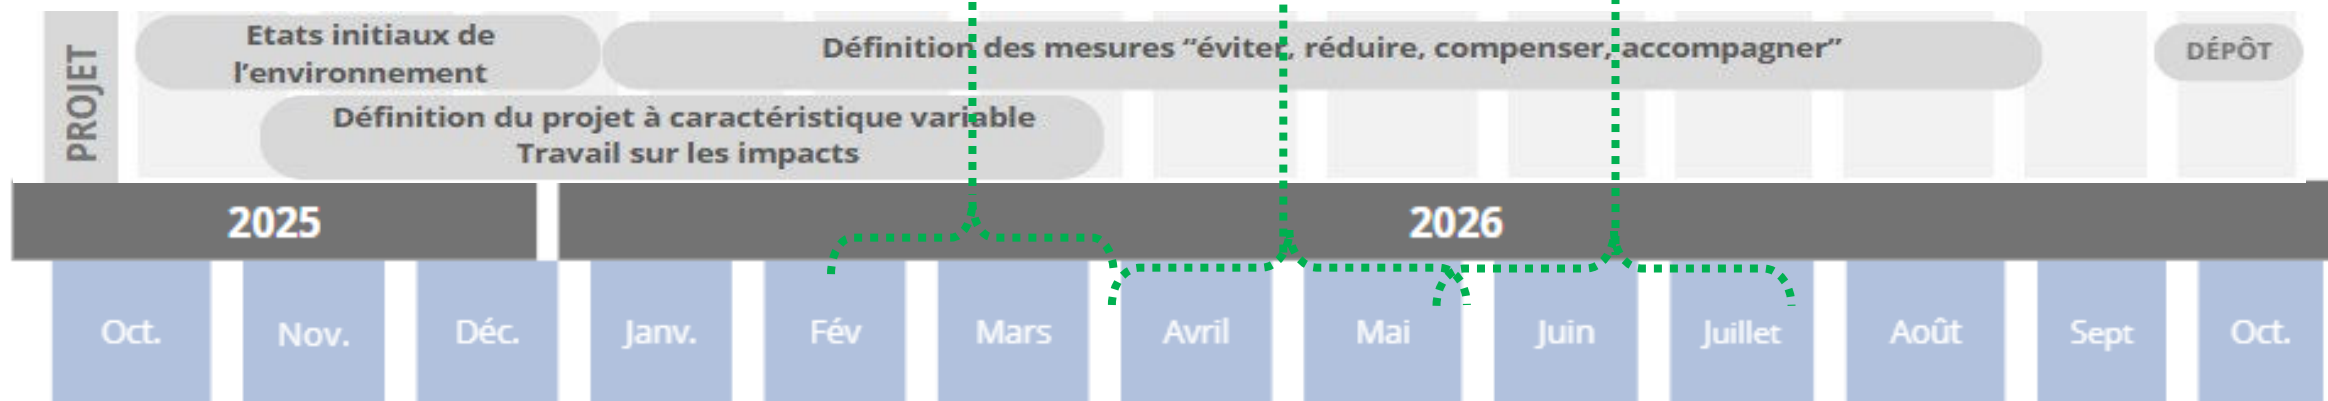 PROJET
Etats initiaux de
l’environnement
Définition des mesures “éviter, réduire, compenser, accompagner”
DÉPÔT
Définition du projet à caractéristique variable
Travail sur les impacts
2025
2026
Oct.
Nov.
Déc.
Janv.
Fév
Mars
Avril
Mai
Juin
Juillet
Août
Sept
Oct.